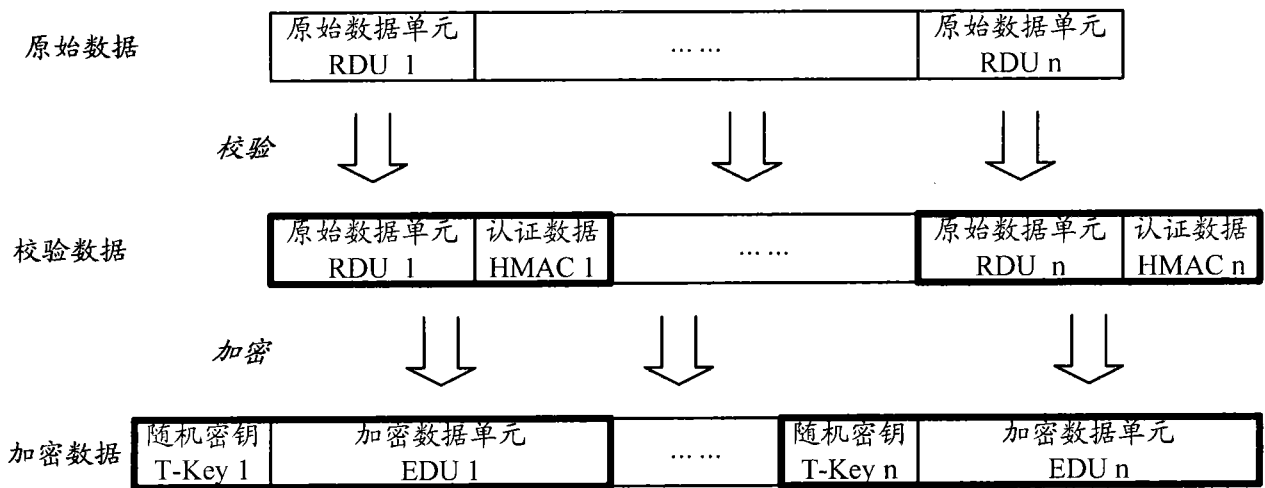 原始数据
原始数据单元
RDU 1
... ...
原始数据单元
RDU n
校验
校验数据
原始数据单元
RDU 1
认证数据
HMAC 1
... ...
原始数据单元
RDU n
认证数据
HMAC n
加密
加密数据
随机密钥
T-Key 1
加密数据单元
EDU 1
... ...
随机密钥
T-Key n
加密数据单元
EDU n